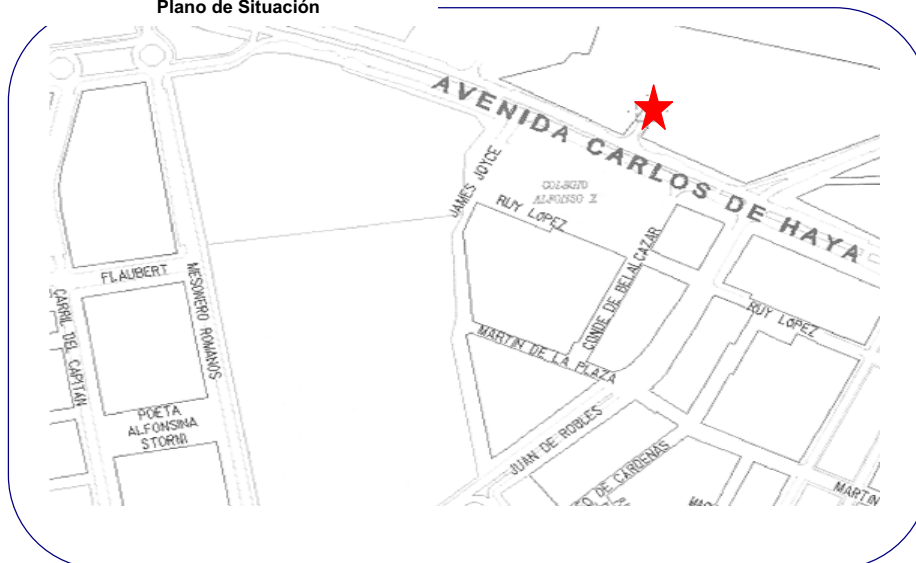 Plano de Situación
AVENIDA CARLOS DE HAYA
JAMES JOYCE
COLEGIO
ALFONSO X
RUY LOPEZ
CONDE DE BELALCAZAR
FLAUBERT
MESONERO ROMANOS
CARRIL DEL CAPITAN
RUY LOPEZ
MARTIN DE LA PLAZA
POETA
ALFONSINA
STORNI
JUAN DE ROBLES
DE CARDENAS
MARTIN